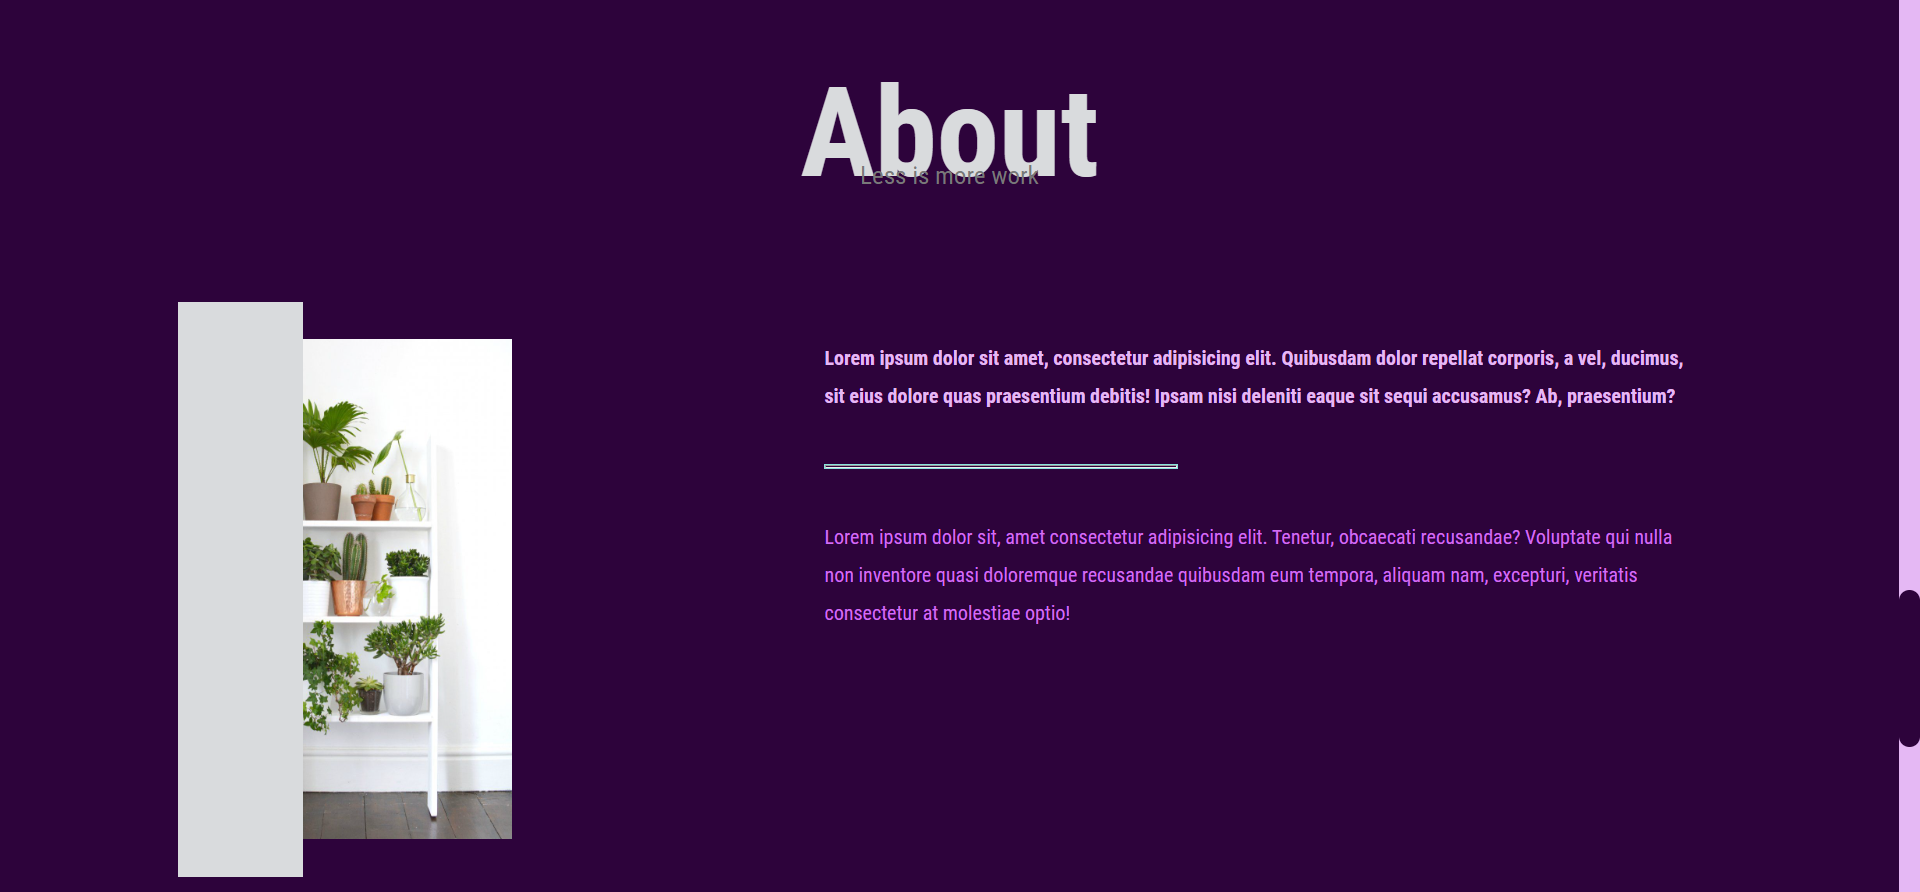 About
Less is more work
Lorem ipsum dolor sit amet, consectetur adipisicing elit. Quibusdam dolor repellat corporis, a vel, ducimus,
sit eius dolore quas praesentium debitis! Ipsam nisi deleniti eaque sit sequi accusamus? Ab, praesentium?
Lorem ipsum dolor sit, amet consectetur adipisicing elit. Tenetur, obcaecati recusandae? Voluptate qui nulla
non inventore quasi doloremque recusandae quibusdam eum tempora, aliquam nam, excepturi, veritatis
consectetur at molestiae optio!